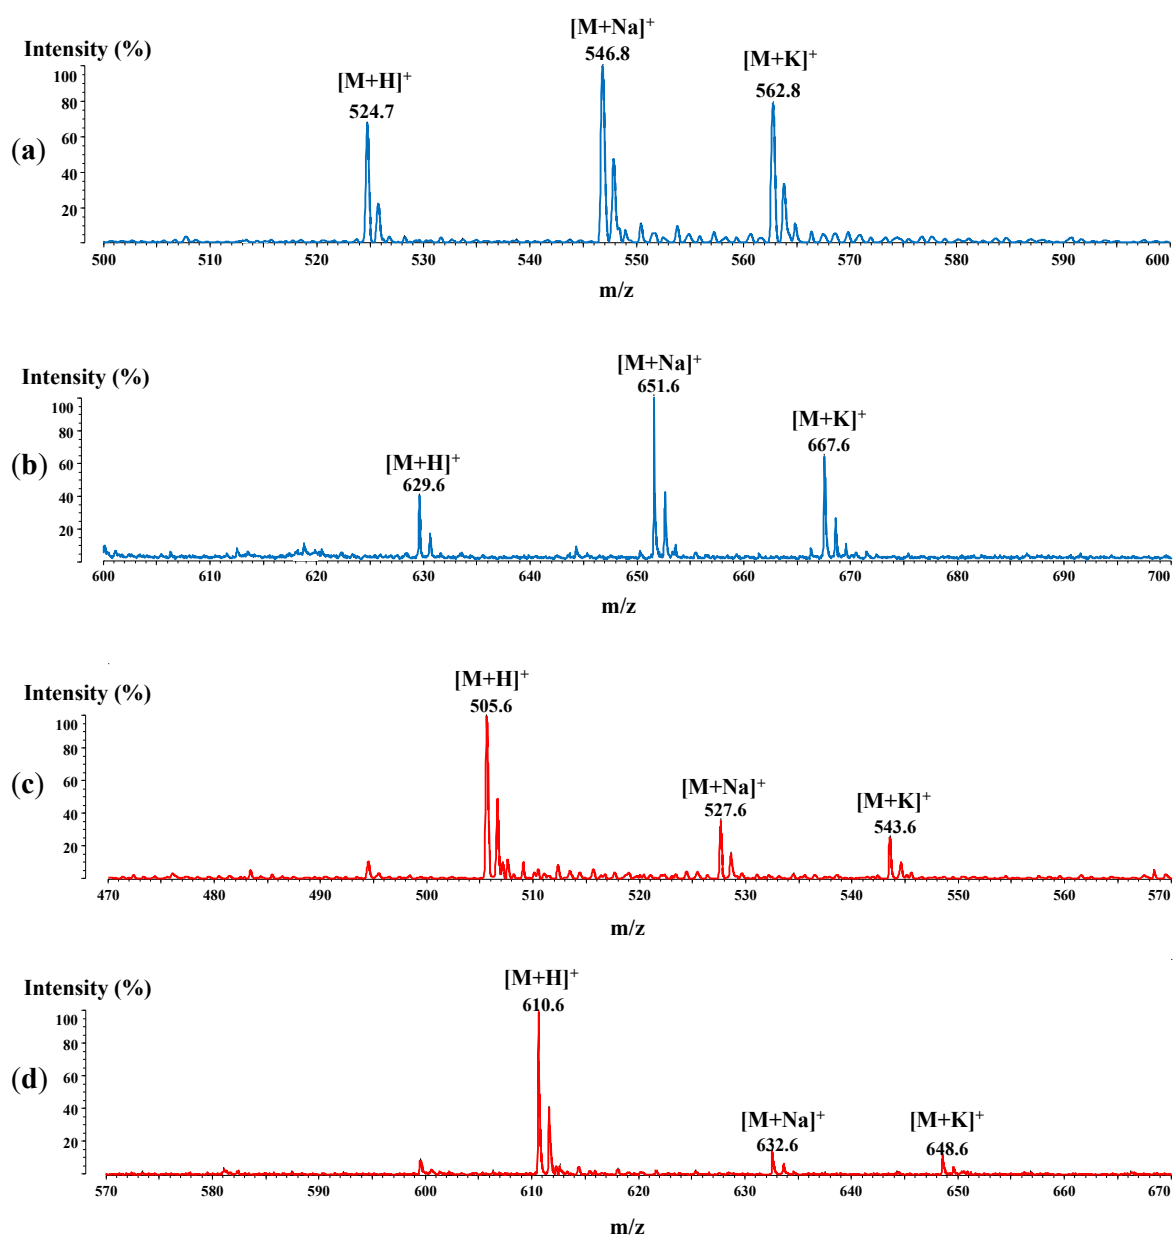 [M+Na]+
Intensity (%)
546.8
[M+K]+
[M+H]+
562.8
524.7
100
80
(a)
60
40
20
500 510 520 530 540 550 560 570 580 590 600
m/z
[M+Na]+
Intensity (%)
651.6
100
[M+K]+
80
667.6
(b)
[M+H]+
60
629.6
40
20
600 610 620 630 640 650 660 670 680 690 700
m/z
[M+H]+
Intensity (%)
505.6
100
80
[M+Na]+
(c)
527.6
[M+K]+
60
543.6
40
20
470 480 490 500 510 520 530 540 550 560 570
m/z
[M+H]+
Intensity (%)
610.6
100
80
(d)
60
40
[M+Na]+
[M+K]+
20
632.6
648.6
570 580 590 600 610 620 630 640 650 660 670
m/z